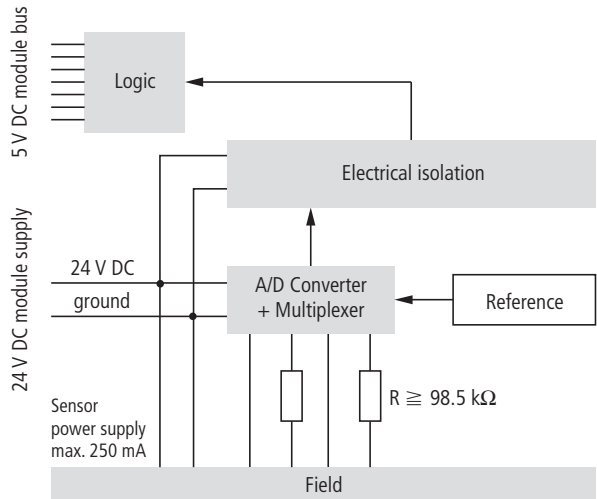 5 V DC module bus
Logic
Electrical isolation
24 V DC module supply
24 V DC
ground
A/D Converter
+ Multiplexer
Reference
R ≧ 98.5 kΩ
Sensor
power supply
max. 250 mA
Field